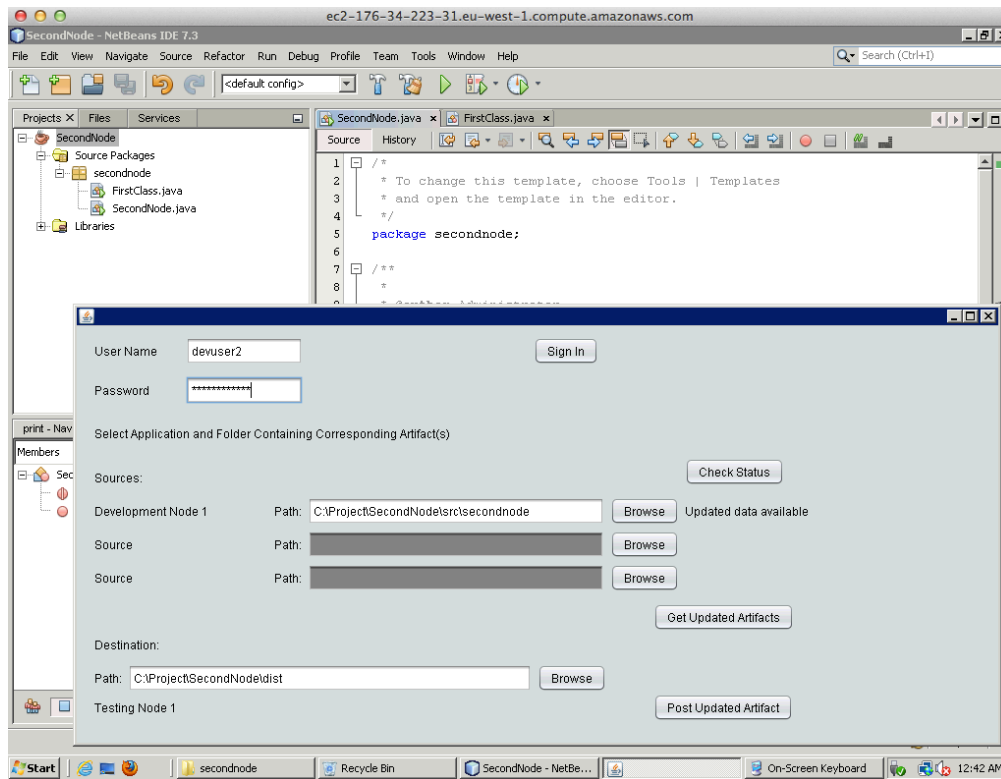 ec2-176-34-223-31.eu-west-1.compute.amazonaws.com
SecondNode - NetBeans IDE 7.3
File Edit View Navigate Source Refactor Run Debug Profile Team Tools Window Help
Search (Ctrl+I)
<default config>
Projects Files Services
SecondNode.java FirstClass.java
SecondNode
Source History
Source Packages
secondnode
FirstClass.java
SecondNode.java
Libraries
1 /*
2 * To change this template, choose Tools | Templates
3 * and open the template in the editor.
4 */
5 package secondnode;
6
7 /**
8 *
* @author Administrator
User Name devuser2 Sign In
Password ************
print - Nav
Members
Sec
Select Application and Folder Containing Corresponding Artifact(s)
Check Status
Sources:
Development Node 1 Path: C:\Project\SecondNode\src\secondnode Browse Updated data available
Source Path: Browse
Source Path: Browse
Get Updated Artifacts
Destination:
Path: C:\Project\SecondNode\dist Browse
Testing Node 1 Post Updated Artifact
Start secondnode Recycle Bin SecondNode - NetBe... On-Screen Keyboard 12:42 AM